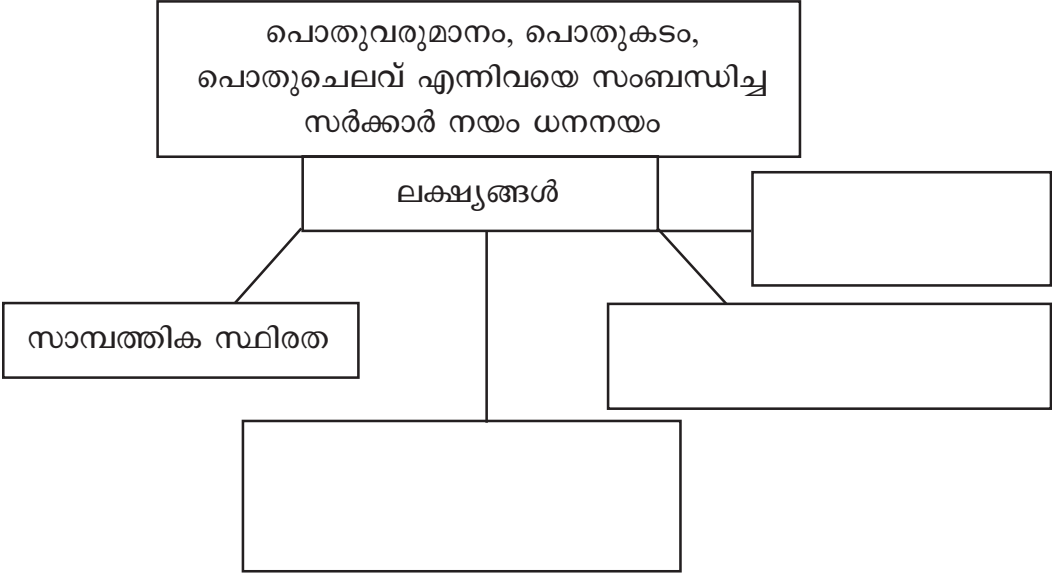 പൊതുവരുമാനം, പൊതുകടം,
പൊതുചെലവ് എന്നിവയെ സംബന്ധിച്ച
സർക്കാർ നയം ധനനയം
ലക്ഷ്യങ്ങൾ
സാമ്പത്തിക സ്ഥിരത